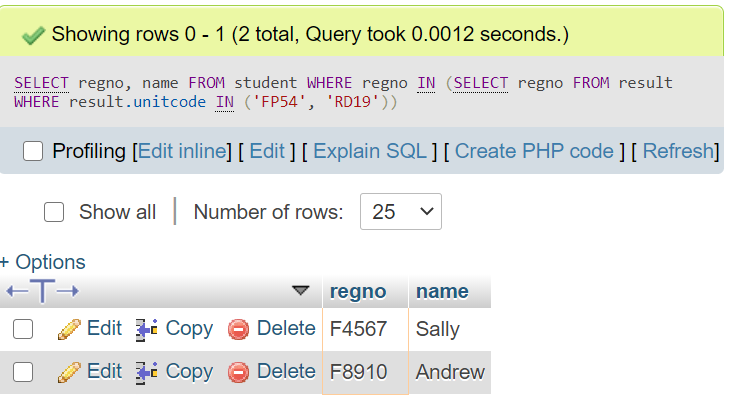 Showing rows 0 - 1 (2 total, Query took 0.0012 seconds.)
SELECT regno, name FROM student WHERE regno IN (SELECT regno FROM result
WHERE result.unitcode IN ('FP54', 'RD19'))
Profiling [Edit inline] [ Edit ] [ Explain SQL ] [ Create PHP code ] [ Refresh]
Show all | Number of rows: 25
+ Options
←T→ regno name
Edit Copy Delete F4567 Sally
Edit Copy Delete F8910 Andrew